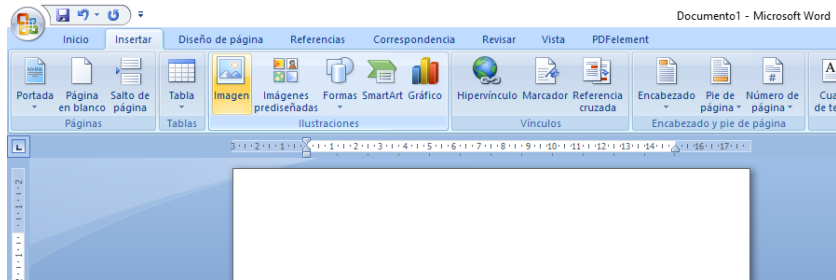 Documento1 - Microsoft Word
Inicio Insertar Diseño de página Referencias Correspondencia Revisar Vista PDFelement
Portada Página en blanco Salto de página Tabla Imagen Imágenes prediseñadas Formas SmartArt Gráfico Hipervínculo Marcador Referencia cruzada Encabezado Pie de página Número de página
Páginas Tablas Ilustraciones Vínculos Encabezado y pie de página
3 2 1 1 2 3 4 5 6 7 8 9 10 11 12 13 14 16 17
2
1
1